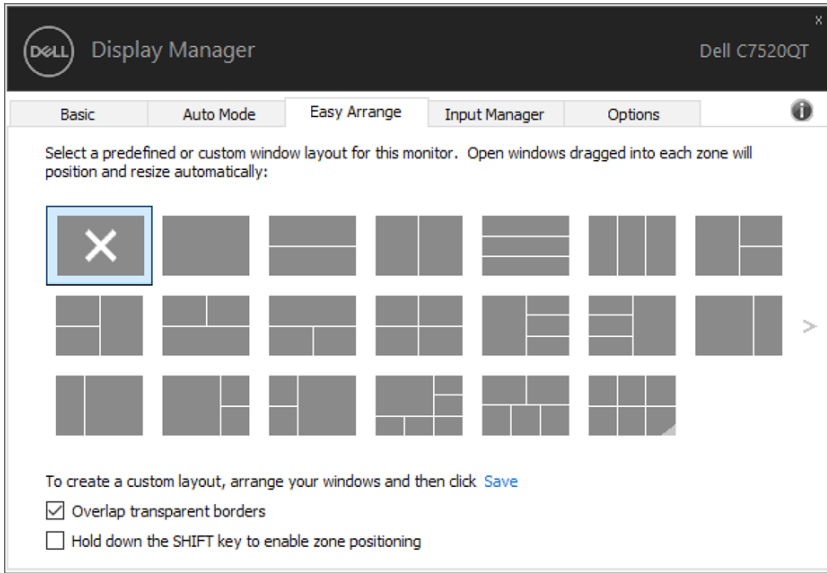 x
DELL Display Manager
Dell C7520QT
Basic Auto Mode Easy Arrange Input Manager Options i
Select a predefined or custom window layout for this monitor. Open windows dragged into each zone will
position and resize automatically:
>
To create a custom layout, arrange your windows and then click Save
Overlap transparent borders
Hold down the SHIFT key to enable zone positioning